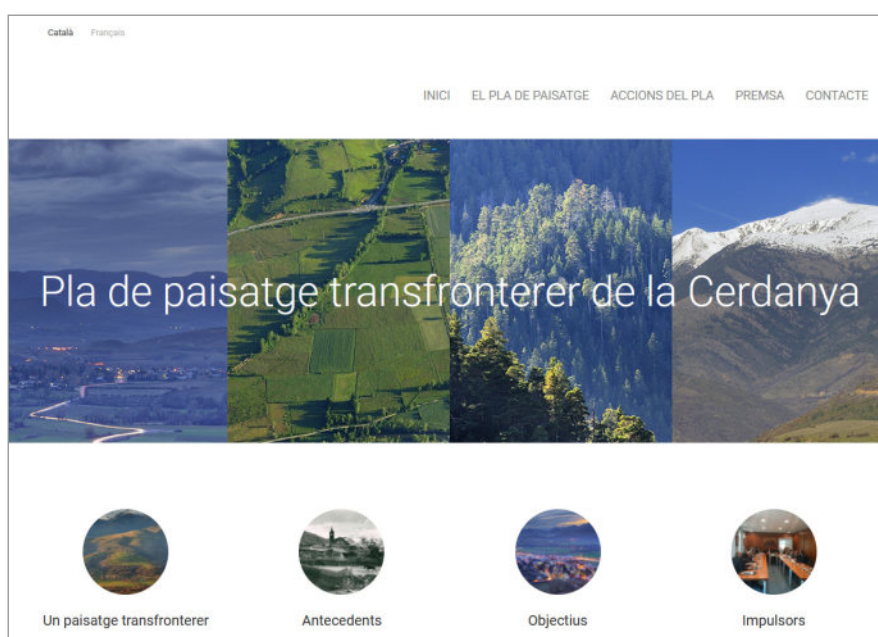 Català Français
INICI EL PLA DE PAISATGE ACCIONS DEL PLA PREMSA CONTACTE
Pla de paisatge transfronterer de la Cerdanya
Un paisatge transfronterer Antecedents Objectius Impulsors